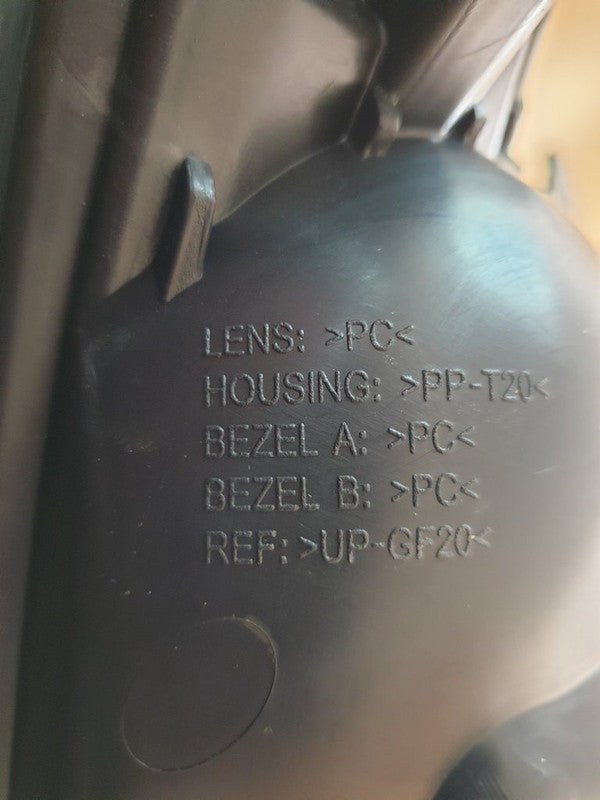 LENS: >PC<
HOUSING: >PP-T20<
BEZEL A: >PC<
BEZEL B: >PC<
REF: >UP-GF20<